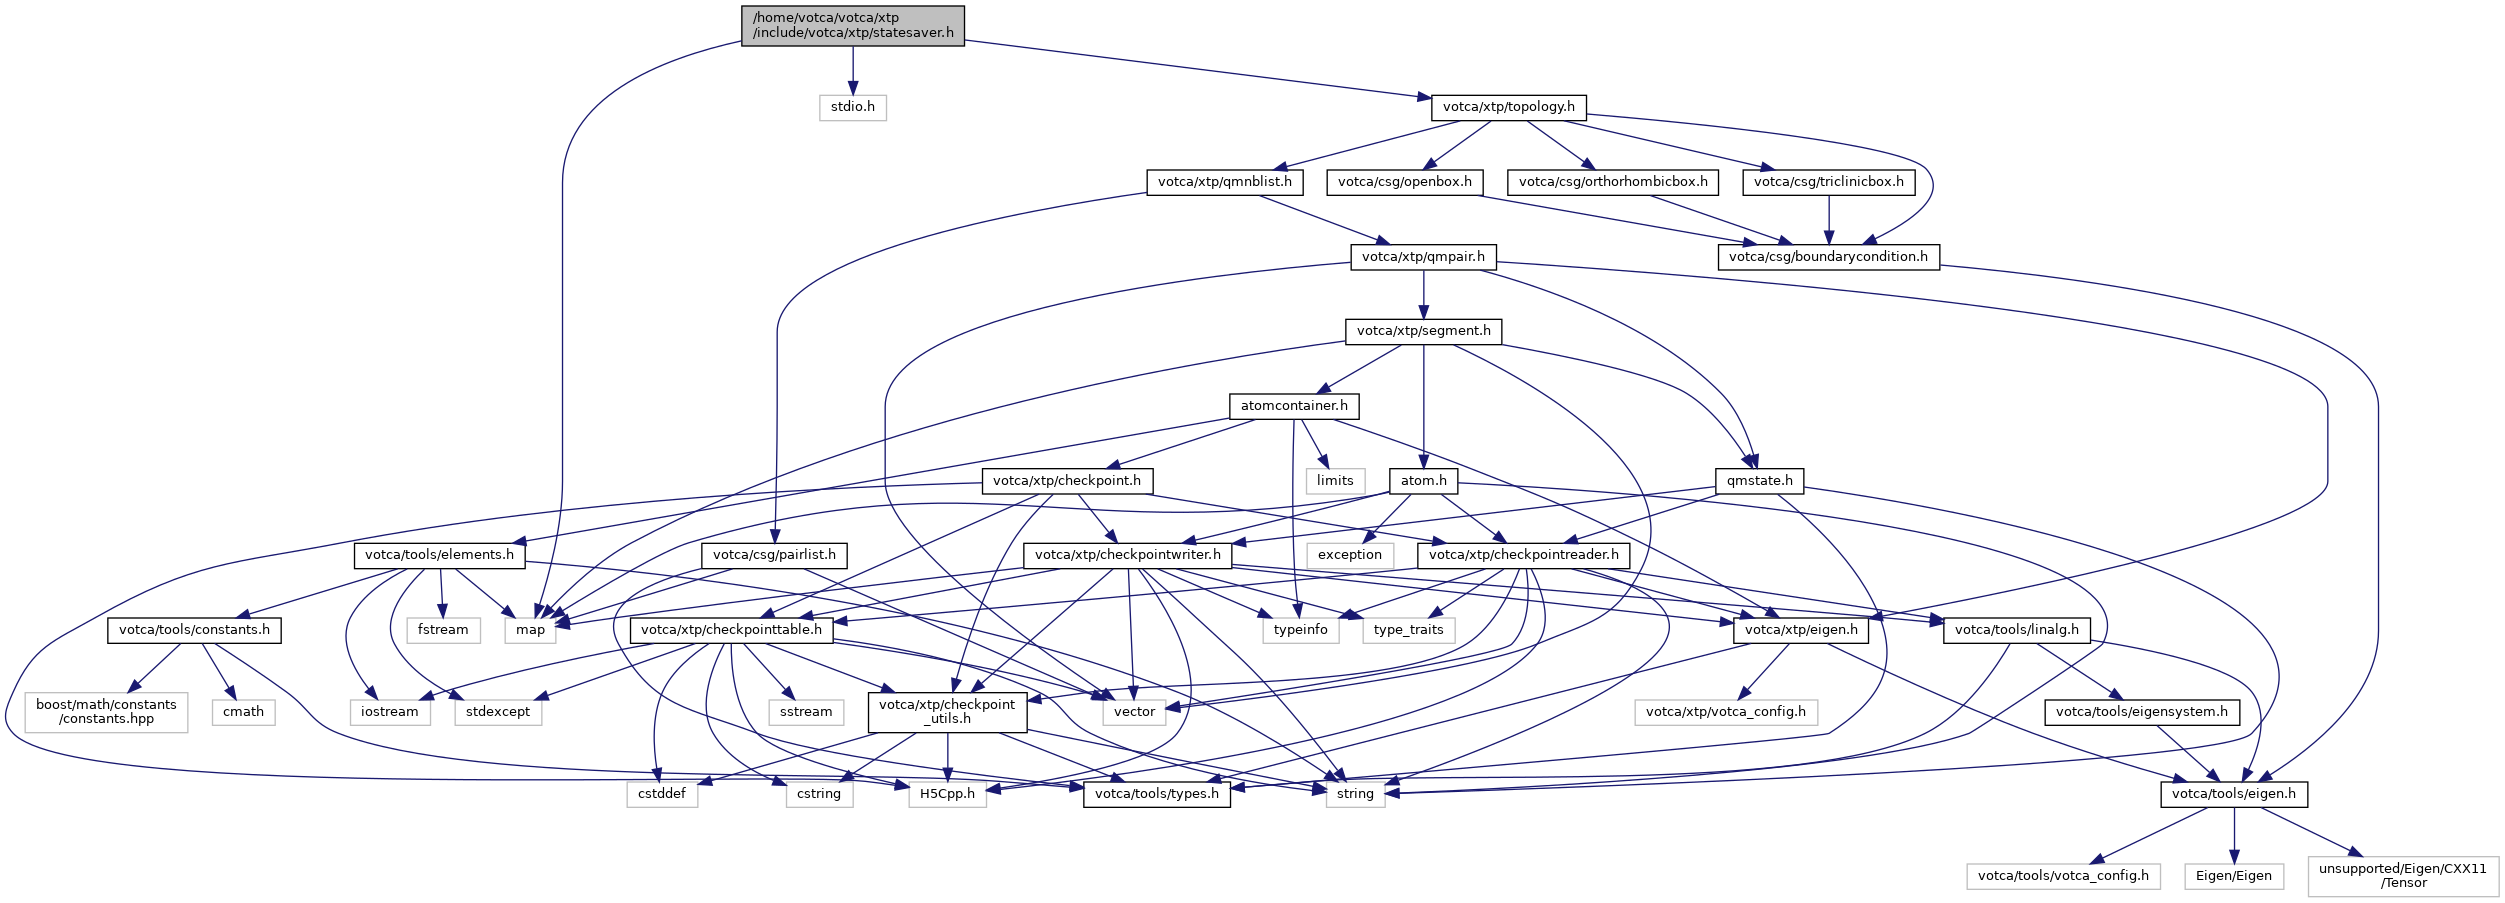 /home/votca/votca/xtp
/include/votca/xtp/statesaver.h
stdio.h
votca/xtp/topology.h
votca/xtp/qmnblist.h
votca/csg/openbox.h
votca/csg/orthorhombicbox.h
votca/csg/triclinicbox.h
votca/xtp/qmpair.h
votca/csg/boundarycondition.h
votca/xtp/segment.h
atomcontainer.h
votca/xtp/checkpoint.h
limits
atom.h
qmstate.h
votca/tools/elements.h
votca/csg/pairlist.h
votca/xtp/checkpointwriter.h
exception
votca/xtp/checkpointreader.h
votca/tools/constants.h
fstream
map
votca/xtp/checkpointtable.h
typeinfo
type_traits
votca/xtp/eigen.h
votca/tools/linalg.h
boost/math/constants
/constants.hpp
cmath
iostream
stdexcept
sstream
votca/xtp/checkpoint
_utils.h
vector
votca/xtp/votca_config.h
votca/tools/eigensystem.h
cstddef
cstring
H5Cpp.h
votca/tools/types.h
string
votca/tools/eigen.h
votca/tools/votca_config.h
Eigen/Eigen
unsupported/Eigen/CXX11
/Tensor